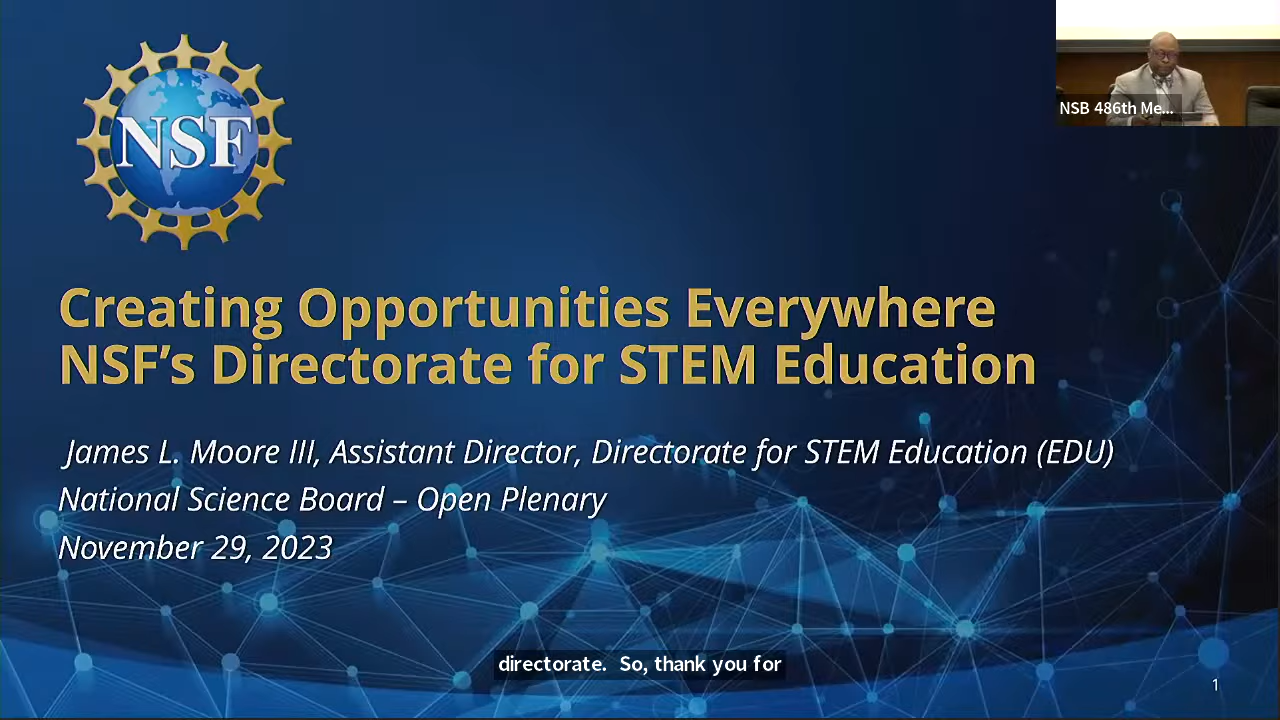 NSF
NSB 486th Me...
Creating Opportunities Everywhere
NSF’s Directorate for STEM Education
James L. Moore III, Assistant Director, Directorate for STEM Education (EDU)
National Science Board – Open Plenary
November 29, 2023
directorate. So, thank you for
1